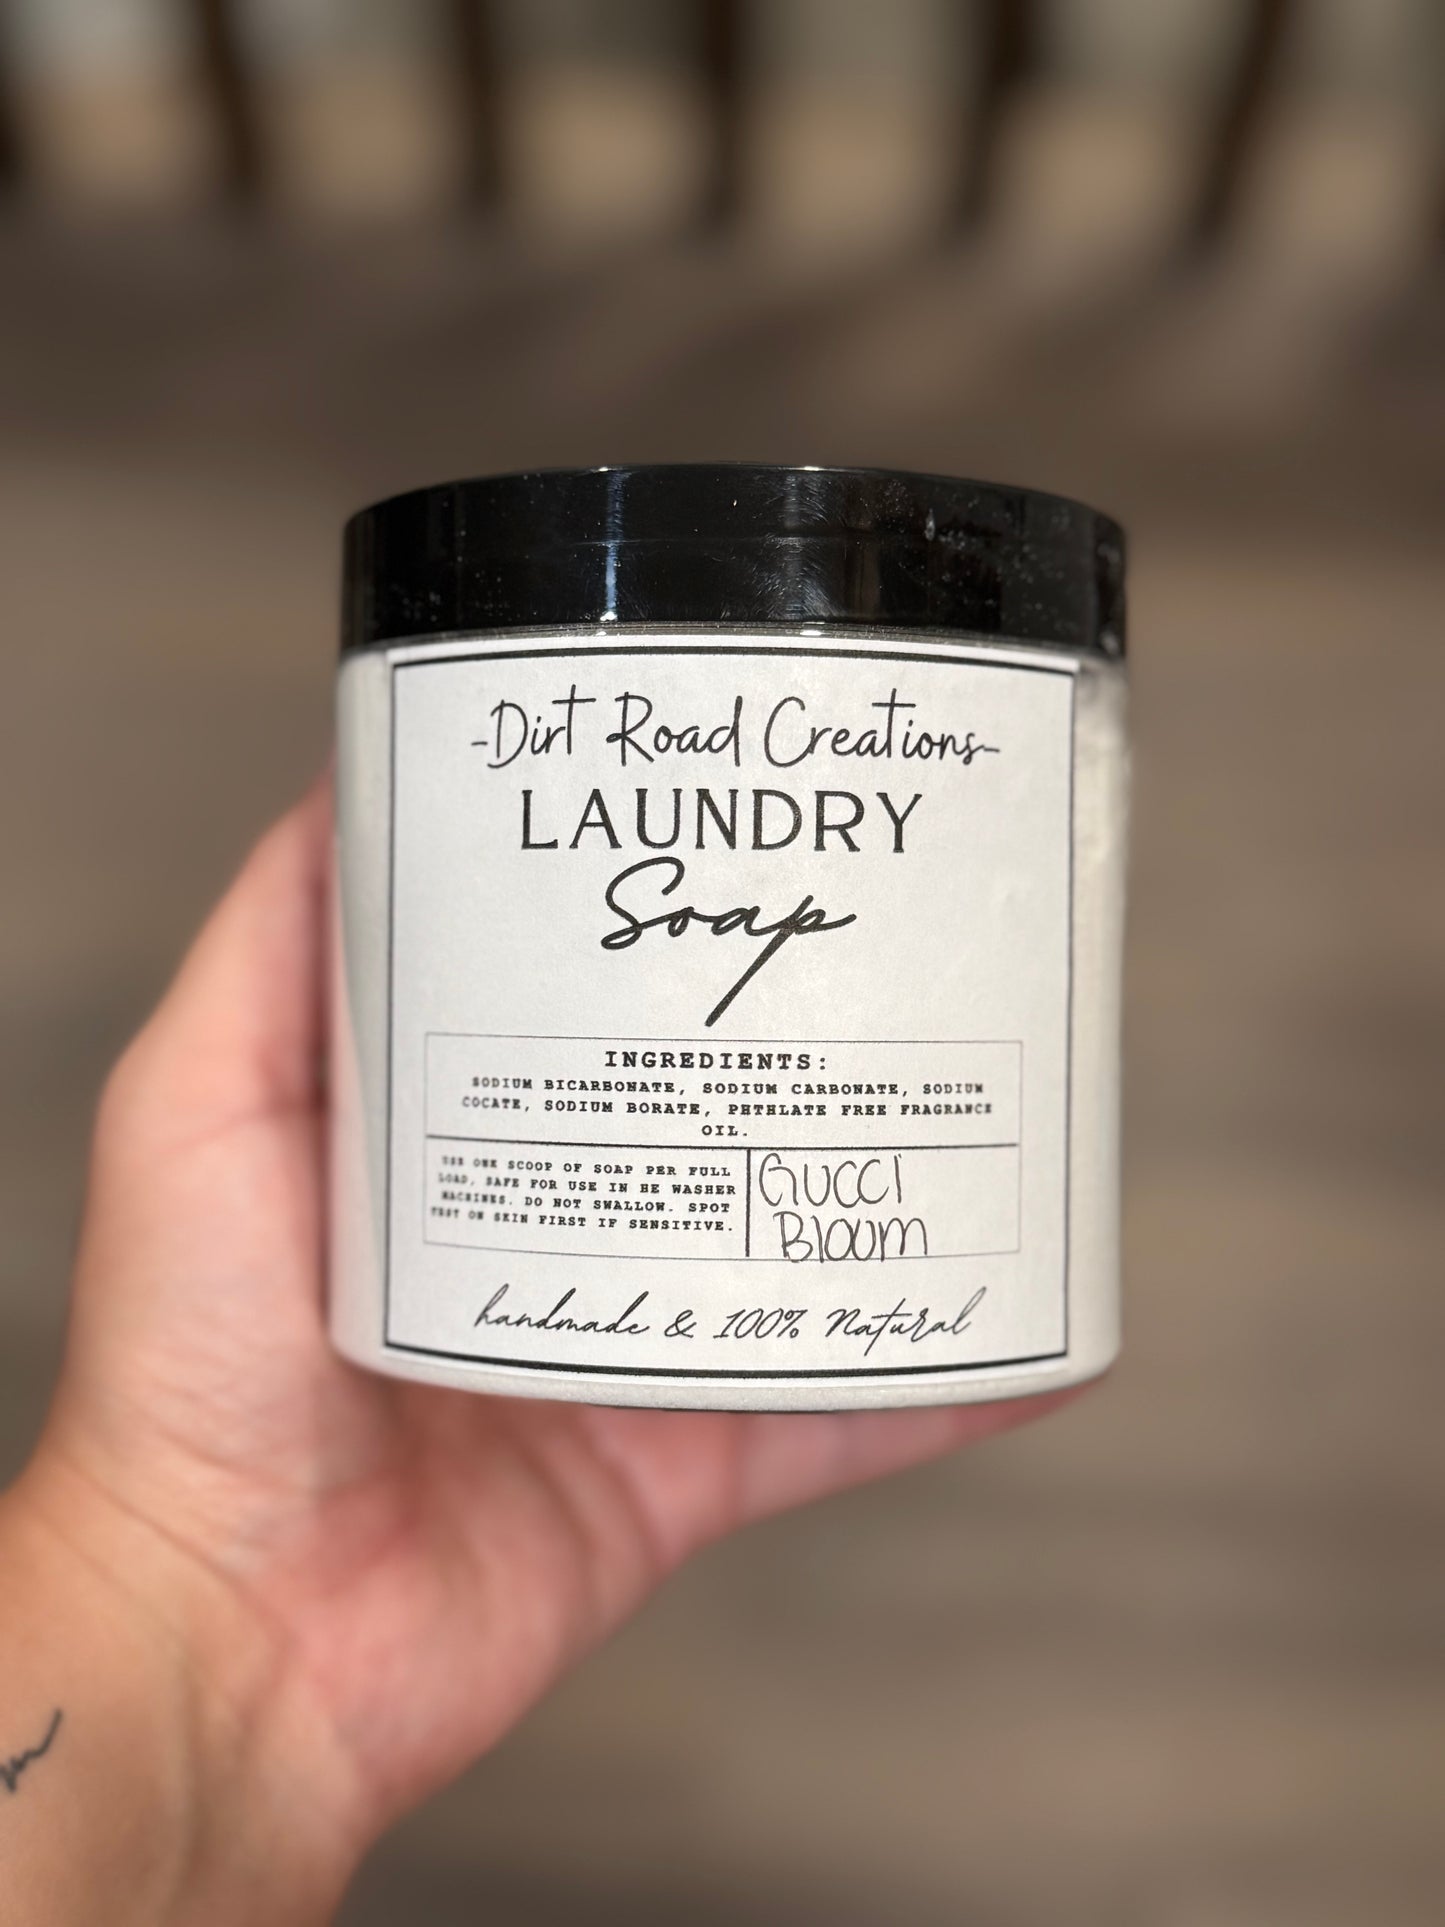 -Dirt Road Creations-
LAUNDRY
Soap
INGREDIENTS:
SODIUM BICARBONATE, SODIUM CARBONATE, SODIUM
COCATE, SODIUM BORATE, PHTHLATE FREE FRAGRANCE
OIL.
USE ONE SCOOP OF SOAP PER FULL
LOAD, SAFE FOR USE IN HE WASHER
MACHINES. DO NOT SWALLOW. SPOT
TEST ON SKIN FIRST IF SENSITIVE.
GUCCI
Bloum
handmade & 100% Natural